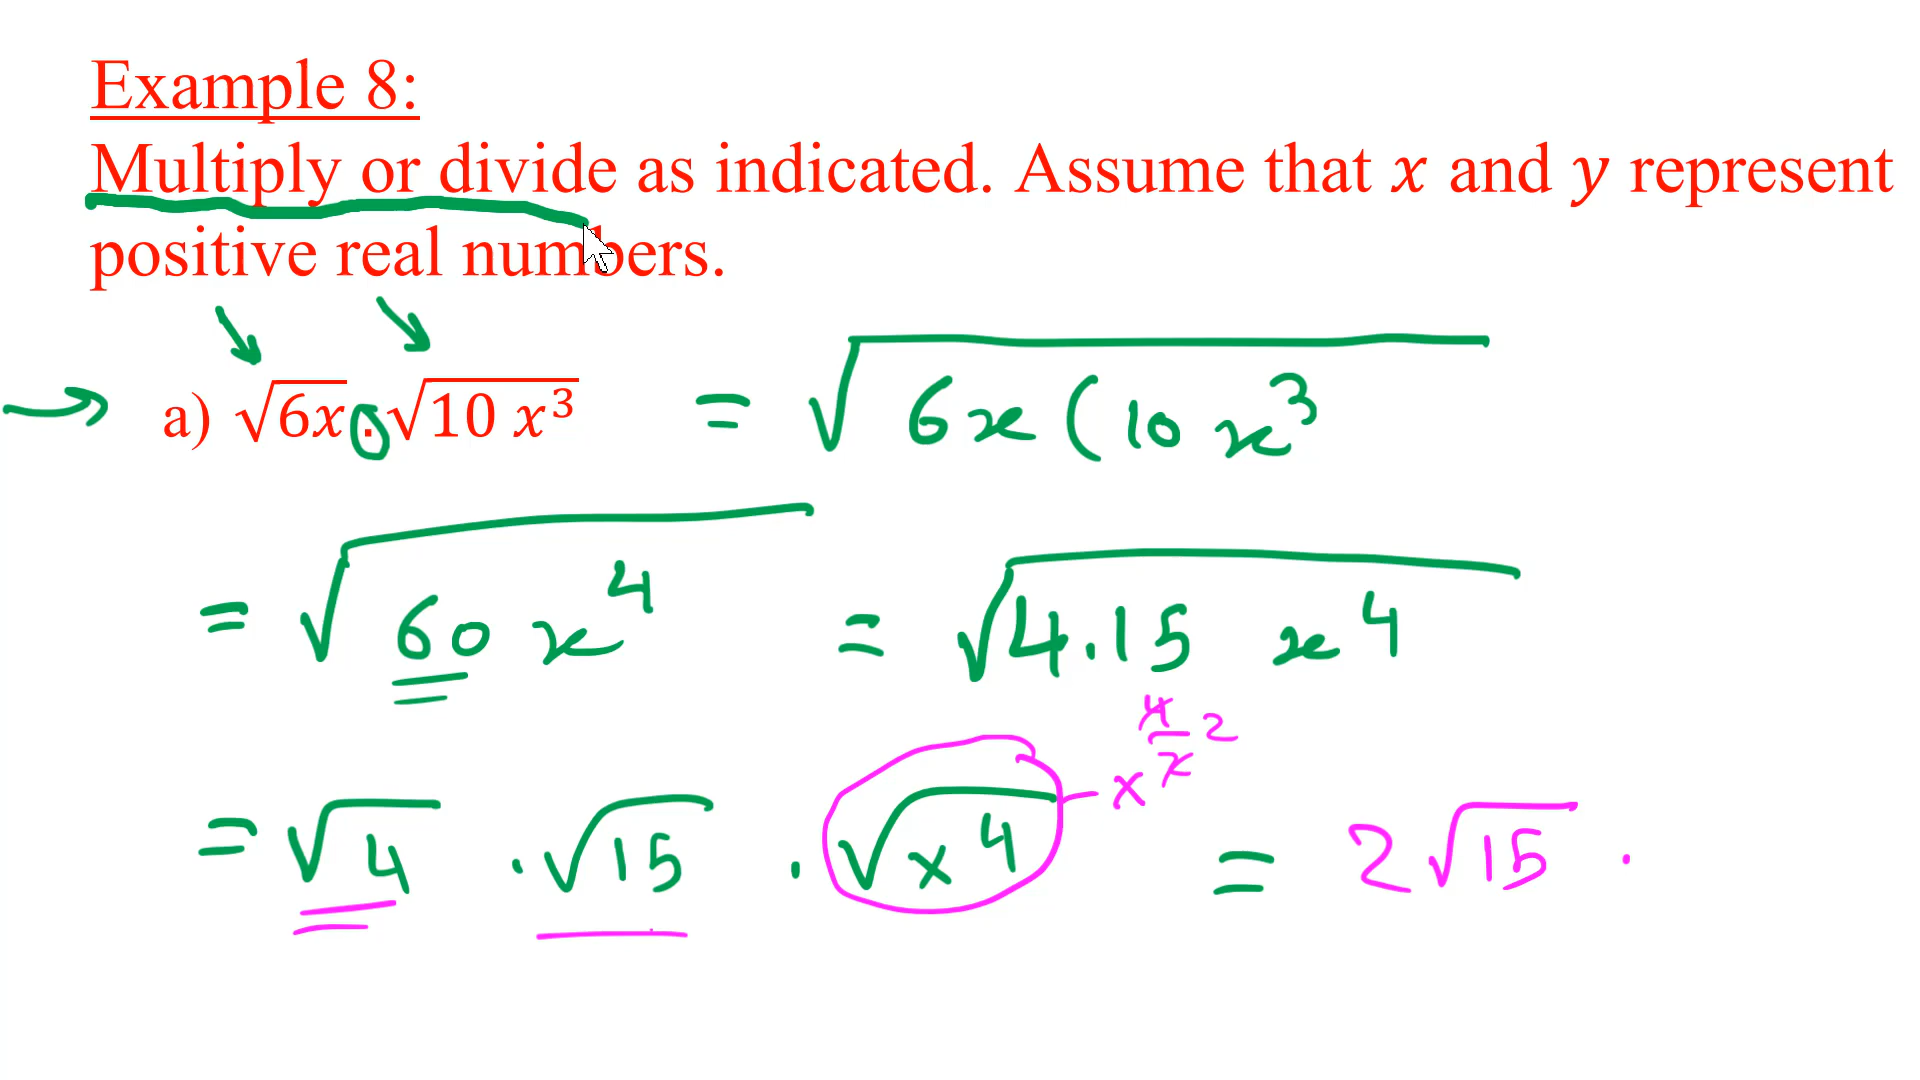 Example 8:
Multiply or divide as indicated. Assume that x and y represent
positive real numbers.
a) √6x . √10 x³ = √6x(10x³
= √60x⁴ = √4.15 x⁴
= √4 . √15 . √x⁴ - x^(4/2) 2 = 2√15 .